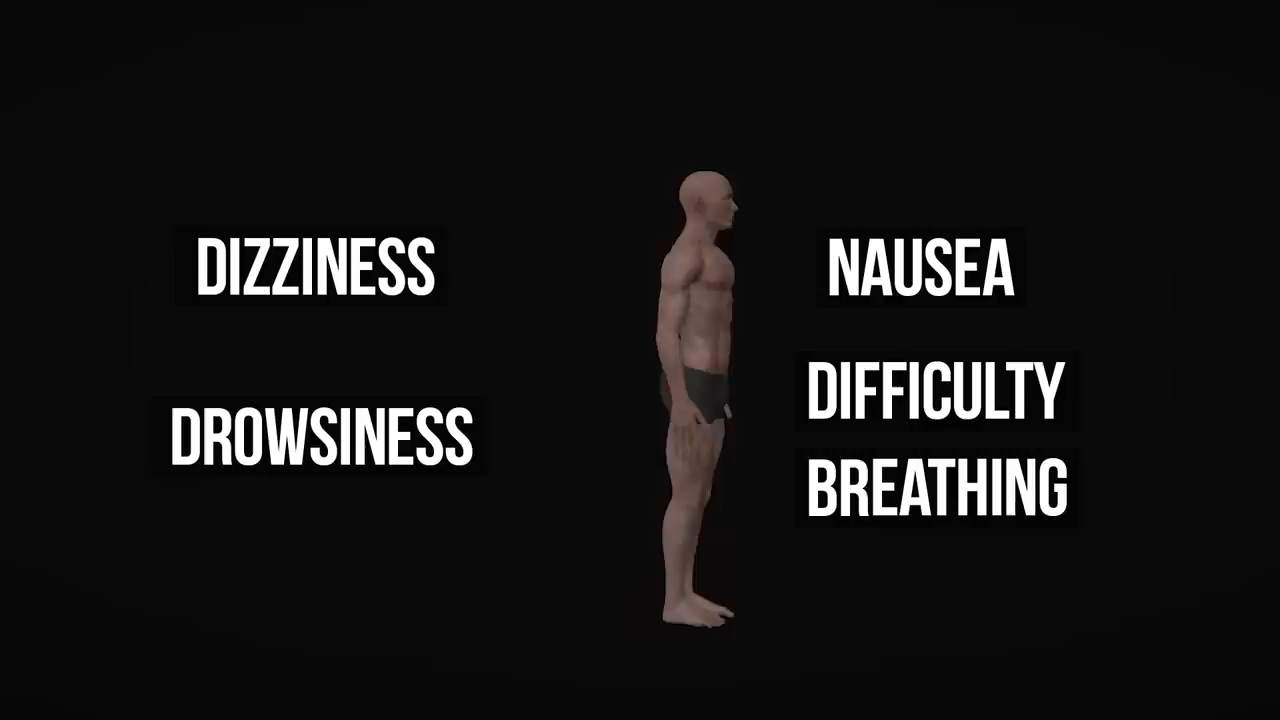 DIZZINESS
DROWSINESS
NAUSEA
DIFFICULTY
BREATHING